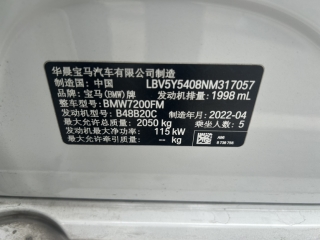 华晨宝马汽车有限公司制造
制造国：中国 LBV5Y5408NM317057
品牌：宝马(BMW)牌 发动机排量：1998 mL
整车型号：BMW7200FM
发动机型号：B48B20C 制造年月：2022-04
最大允许总质量：2050 kg 乘坐人数：5
发动机最大净功率：115 kW
最大允许牵引质量：-- kg